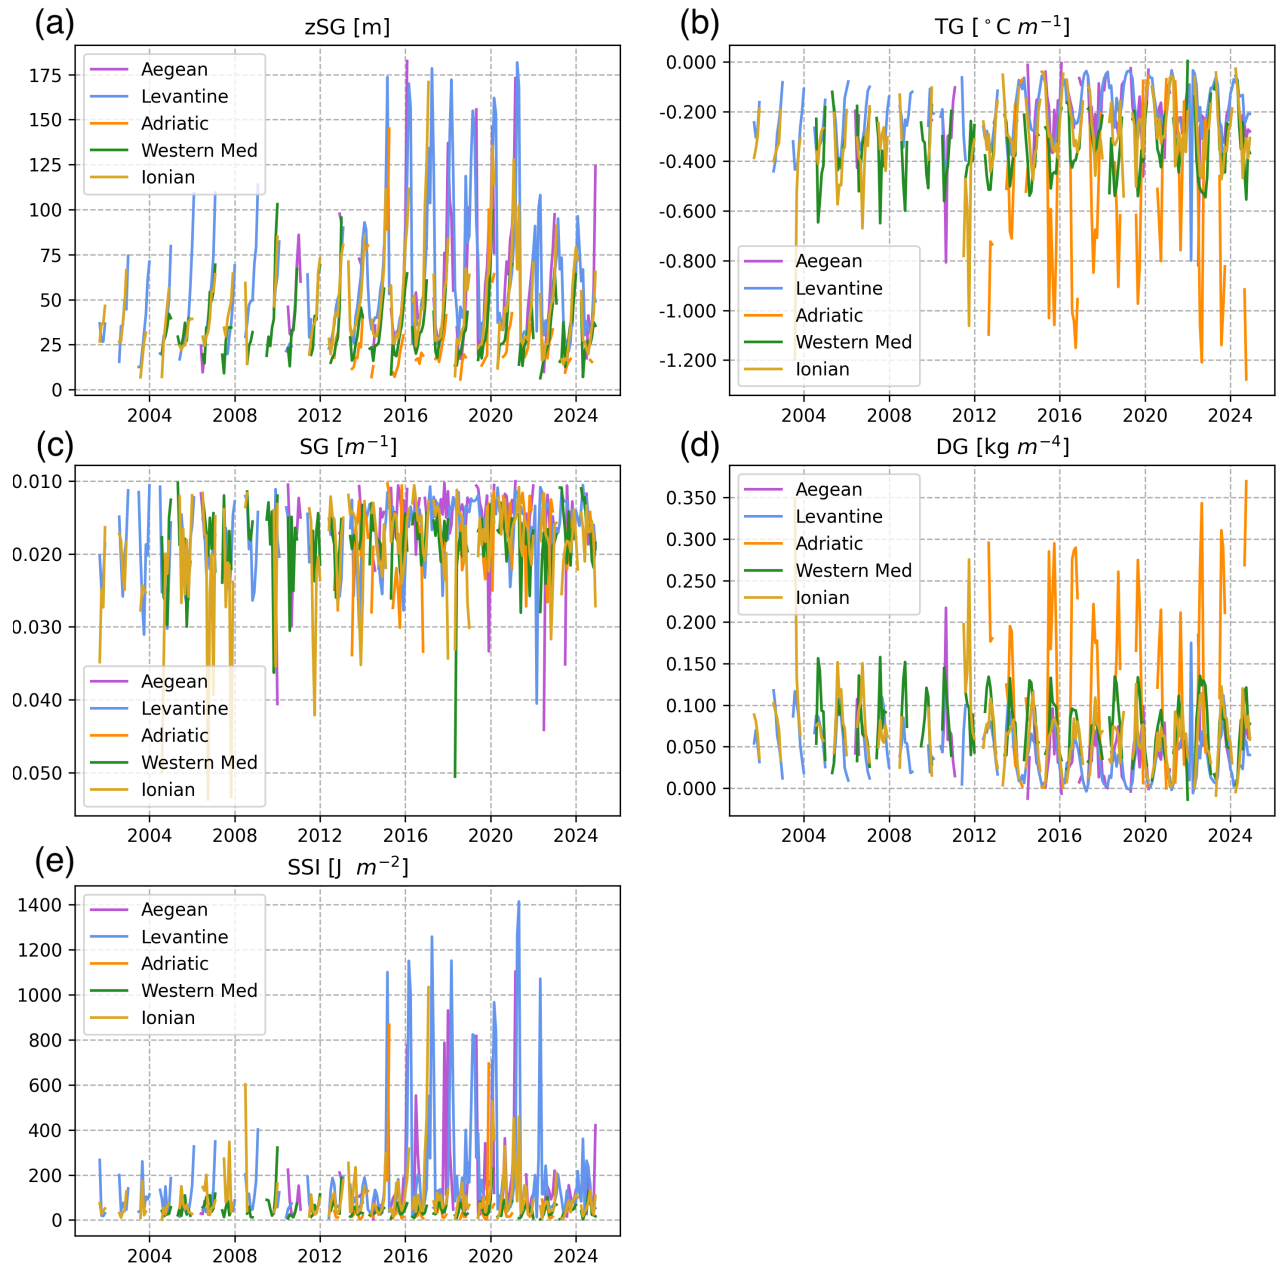 (a)
zSG [m]
175
150
125
100
75
50
25
0
Aegean
Levantine
Adriatic
Western Med
Ionian
2004 2008 2012 2016 2020 2024
(b)
TG [°C m⁻¹]
0.000
-0.200
-0.400
-0.600
-0.800
-1.000
-1.200
Aegean
Levantine
Adriatic
Western Med
Ionian
2004 2008 2012 2016 2020 2024
(c)
SG [m⁻¹]
0.010
0.020
0.030
0.040
0.050
Aegean
Levantine
Adriatic
Western Med
Ionian
2004 2008 2012 2016 2020 2024
(d)
DG [kg m⁻⁴]
0.350
0.300
0.250
0.200
0.150
0.100
0.050
0.000
Aegean
Levantine
Adriatic
Western Med
Ionian
2004 2008 2012 2016 2020 2024
(e)
SSI [J m⁻²]
1400
1200
1000
800
600
400
200
0
Aegean
Levantine
Adriatic
Western Med
Ionian
2004 2008 2012 2016 2020 2024